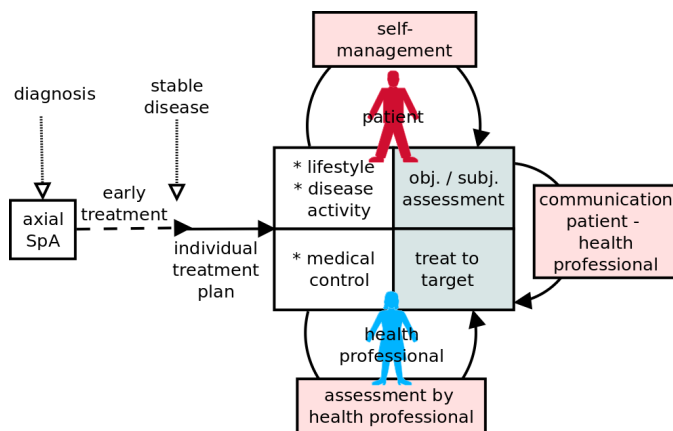 self-
management
diagnosis
stable
disease
patient
* lifestyle
* disease
activity
obj. / subj.
assessment
early
treatment
axial
SpA
communication
patient -
health
professional
individual
treatment
plan
* medical
control
treat to
target
health
professional
assessment by
health professional